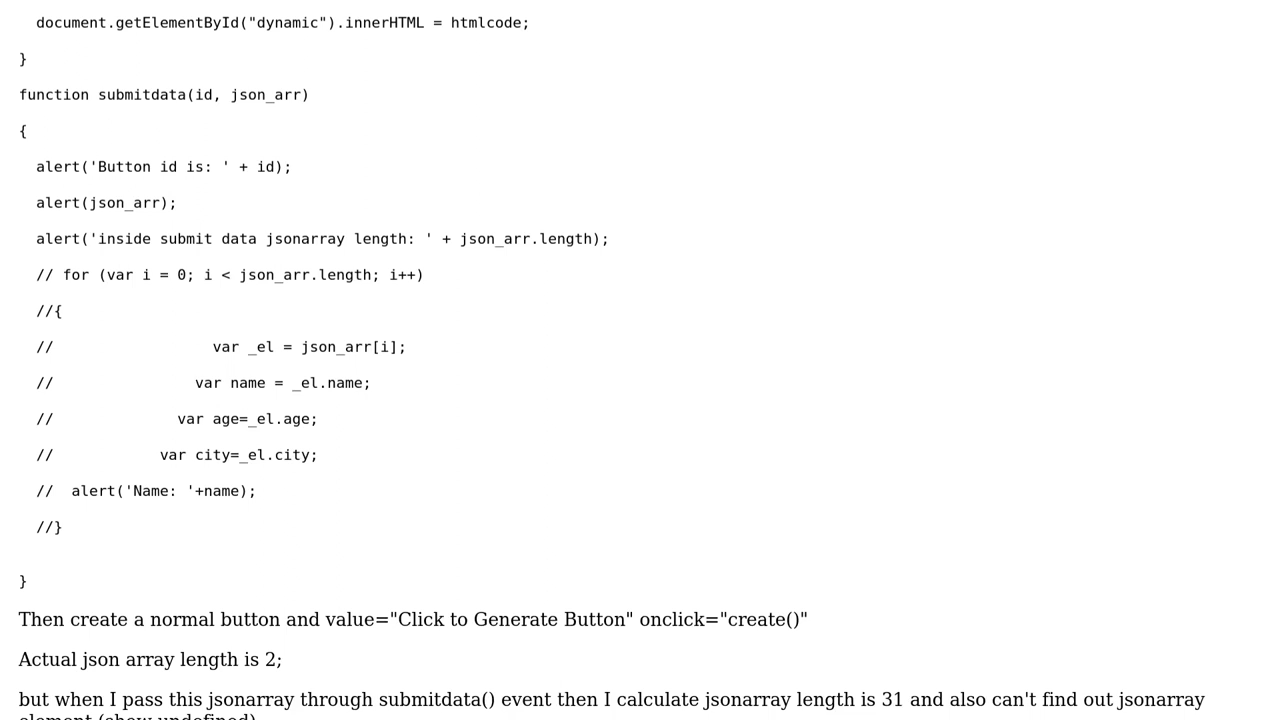 document.getElementById("dynamic").innerHTML = htmlcode;
}
function submitdata(id, json_arr)
{
alert('Button id is: ' + id);
alert(json_arr);
alert('inside submit data jsonarray length: ' + json_arr.length);
// for (var i = 0; i < json_arr.length; i++)
//{
//                  var _el = json_arr[i];
//                var name = _el.name;
//              var age=_el.age;
//            var city=_el.city;
//  alert('Name: '+name);
//}
}
Then create a normal button and value="Click to Generate Button" onclick="create()"
Actual json array length is 2;
but when I pass this jsonarray through submitdata() event then I calculate jsonarray length is 31 and also can't find out jsonarray
element (show undefined)